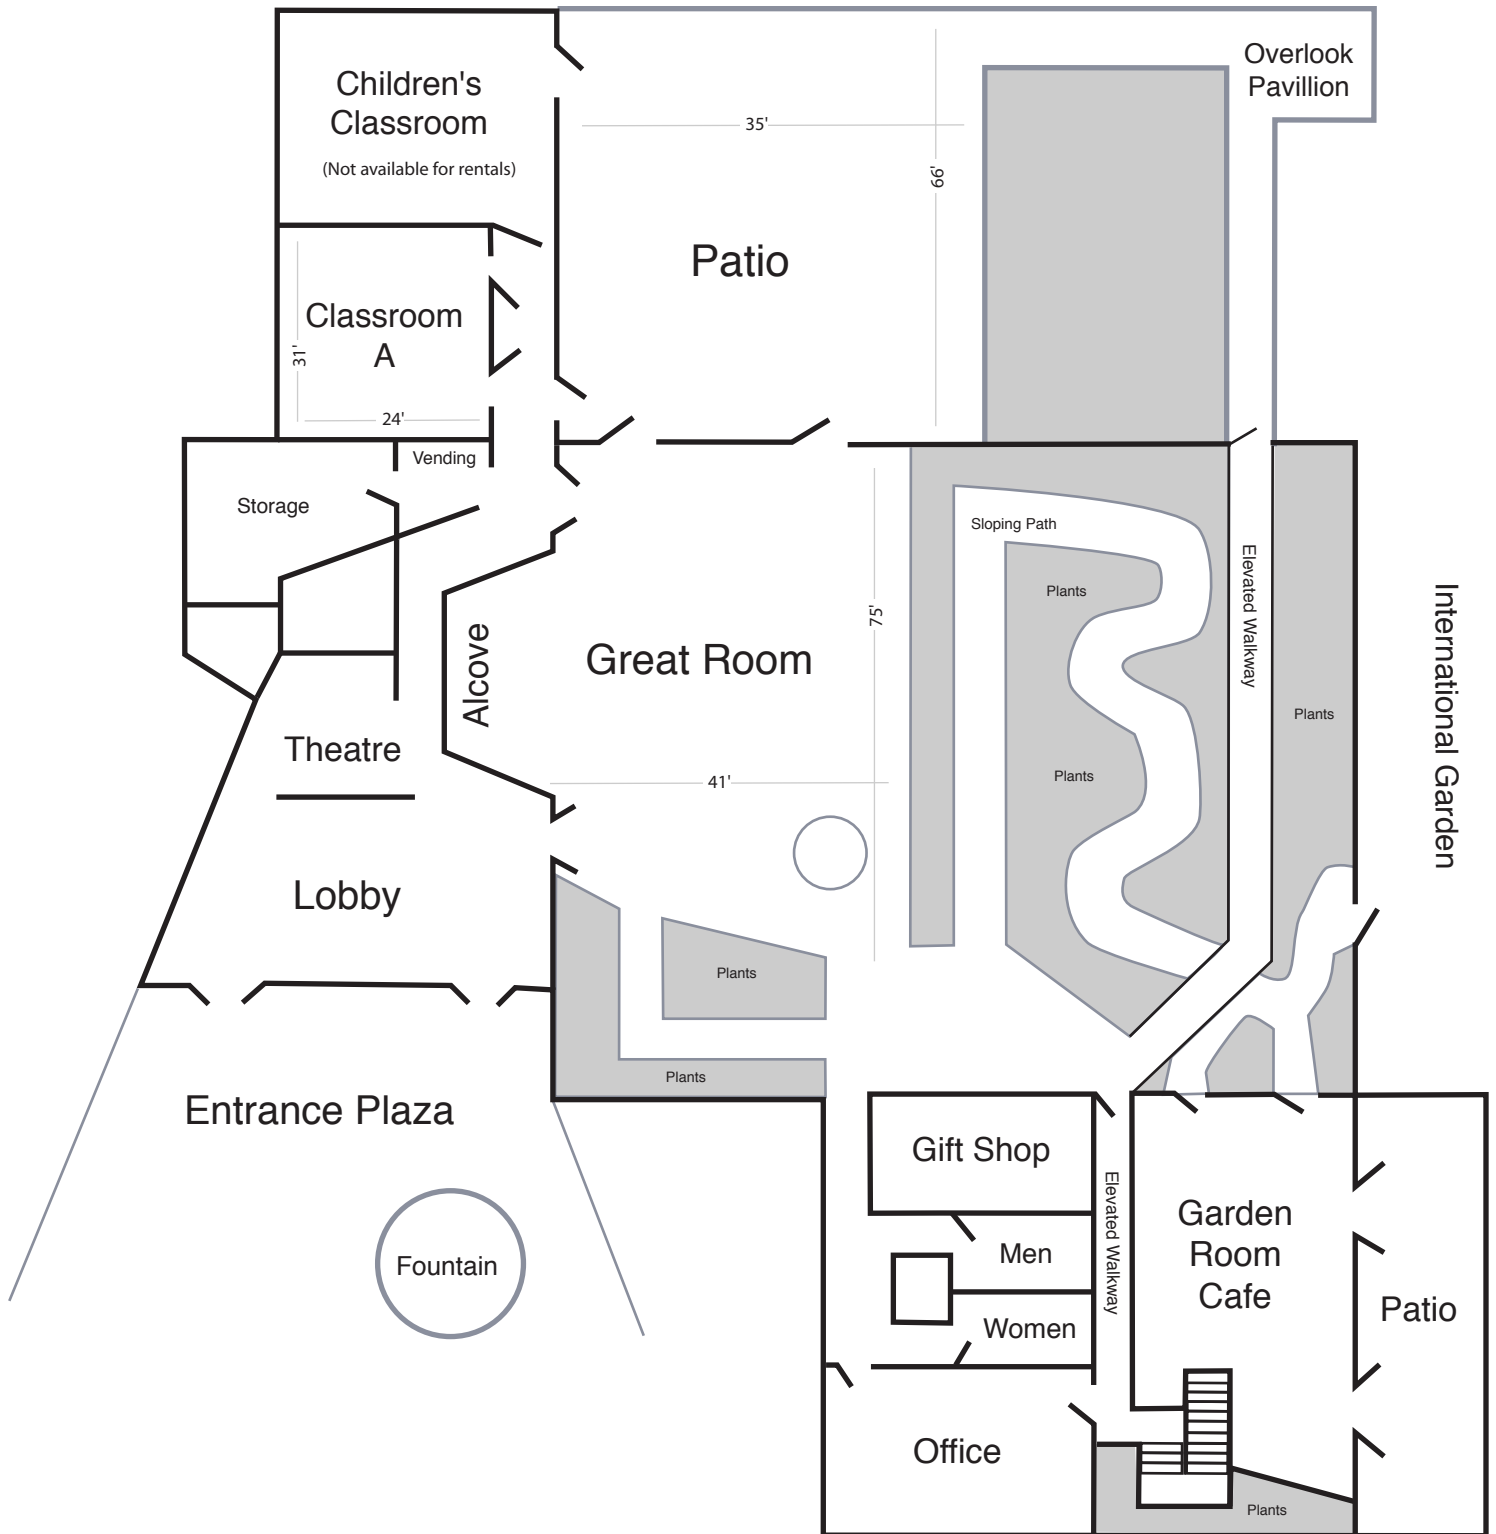 Children's
Classroom
(Not available for rentals)
Overlook
Pavillion
35'
66'
Patio
Classroom
A
31'
24'
Vending
Storage
Sloping Path
Plants
Elevated Walkway
International Garden
75'
Great Room
Alcove
Plants
Theatre
Plants
41'
Lobby
Plants
Plants
Entrance Plaza
Gift Shop
Elevated Walkway
Garden
Room
Cafe
Men
Fountain
Patio
Women
Office
Plants